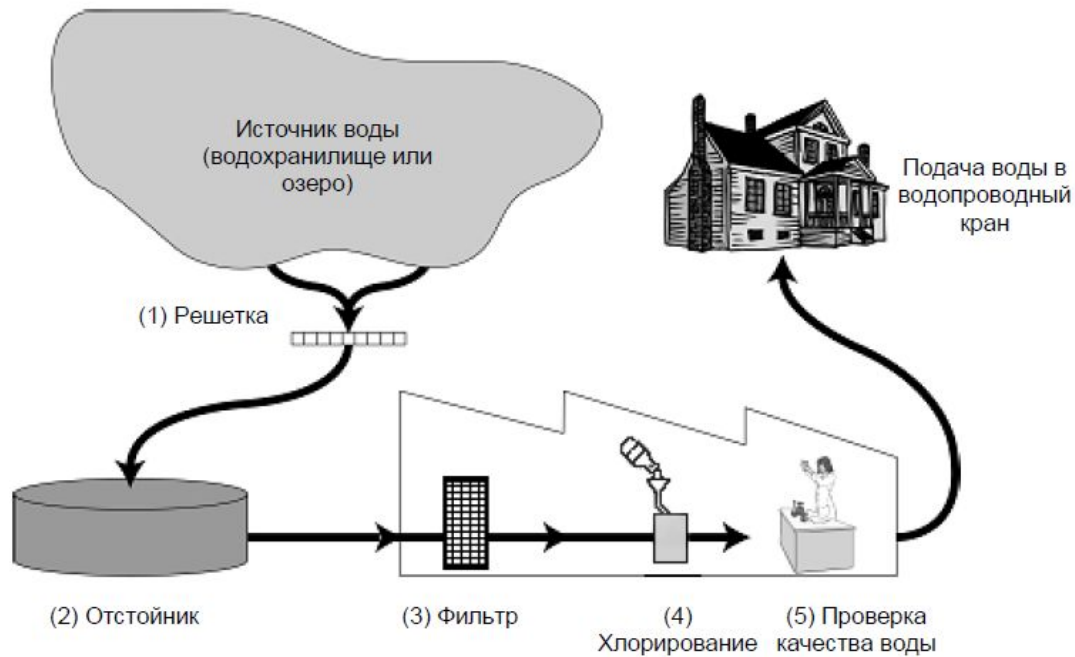 Источник воды
(водохранилище или
озеро)
Подача воды в
водопроводный
кран
(1) Решетка
(2) Отстойник
(3) Фильтр
(4)
Хлорирование
(5) Проверка
качества воды